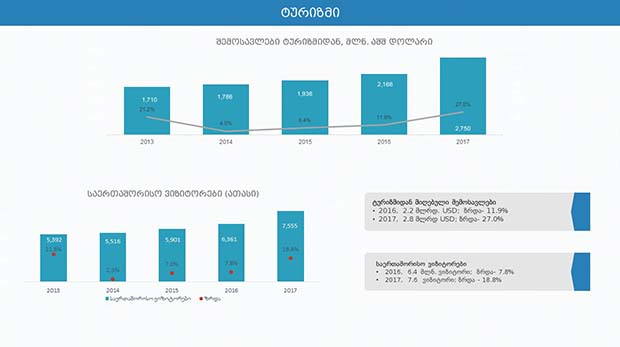 ტურიზმი
შემოსავლები ტურიზმიდან, მლნ. აშშ დოლარი
1,710 1,786 1,936 2,166
21.2% 4.5% 8.4% 11.9% 27.0%
2,750
2013 2014 2015 2016 2017
საერთაშორისო ვიზიტორები (ათასი)
5,392 5,516 5,901 6,361 7,555
2.3% 7.0% 7.8% 18.8%
2013 2014 2015 2016 2017
საერთაშორისო ვიზიტორები ზრდა
ტურიზმიდან მიღებული შემოსავლები
• 2016, 2.2 მლრდ. USD; ზრდა- 11.9%
• 2017, 2.8 მლრდ USD; ზრდა- 27.0%
საერთაშორისო ვიზიტორები
• 2016, 6.4 მლნ. ვიზიტორი; ზრდა- 7.8%
• 2017, 7.6 ვიზიტორი; ზრდა - 18.8%